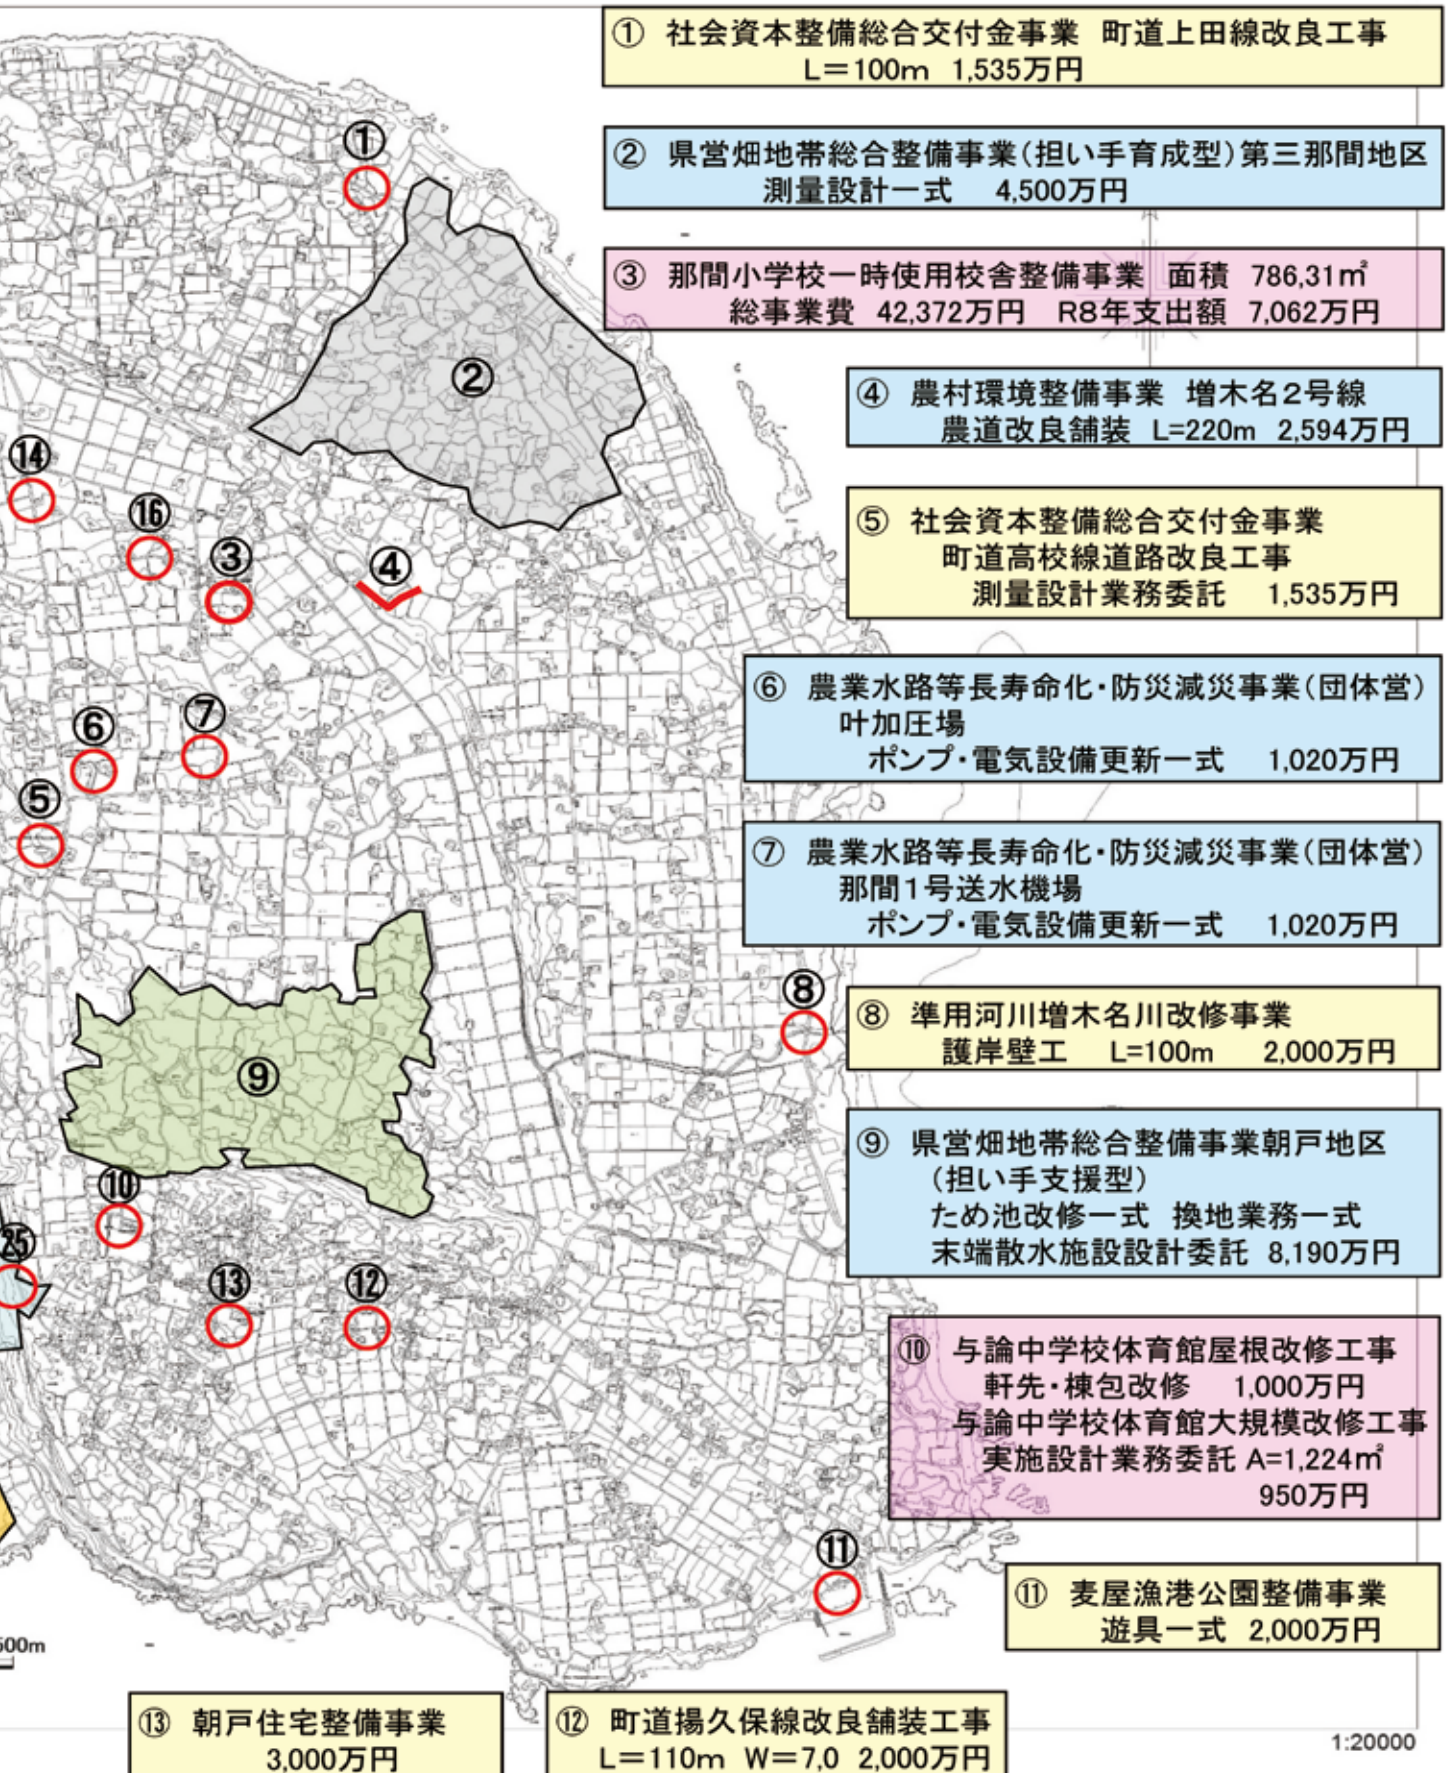 ① 社会資本整備総合交付金事業 町道上田線改良工事
L=100m 1,535万円
② 県営畑地帯総合整備事業(担い手育成型)第三那間地区
測量設計一式 4,500万円
③ 那間小学校一時使用校舎整備事業 面積 786,31㎡
総事業費 42,372万円 R8年支出額 7,062万円
④ 農村環境整備事業 増木名2号線
農道改良舗装 L=220m 2,594万円
⑤ 社会資本整備総合交付金事業
町道高校線道路改良工事
測量設計業務委託 1,535万円
⑥ 農業水路等長寿命化・防災減災事業(団体営)
叶加圧場
ポンプ・電気設備更新一式 1,020万円
⑦ 農業水路等長寿命化・防災減災事業(団体営)
那間1号送水機場
ポンプ・電気設備更新一式 1,020万円
⑧ 準用河川増木名川改修事業
護岸壁工 L=100m 2,000万円
⑨ 県営畑地帯総合整備事業朝戸地区
(担い手支援型)
ため池改修一式 換地業務一式
末端散水施設設計委託 8,190万円
⑩ 与論中学校体育館屋根改修工事
軒先・棟包改修 1,000万円
与論中学校体育館大規模改修工事
実施設計業務委託 A=1,224㎡
950万円
⑪ 麦屋漁港公園整備事業
遊具一式 2,000万円
⑬ 朝戸住宅整備事業
3,000万円
⑫ 町道揚久保線改良舗装工事
L=110m W=7,0 2,000万円
①
②
⑭
⑯
③
④
⑦
⑥
⑤
⑧
⑨
⑩
㉕
⑬
⑫
⑪
500m
1:20000